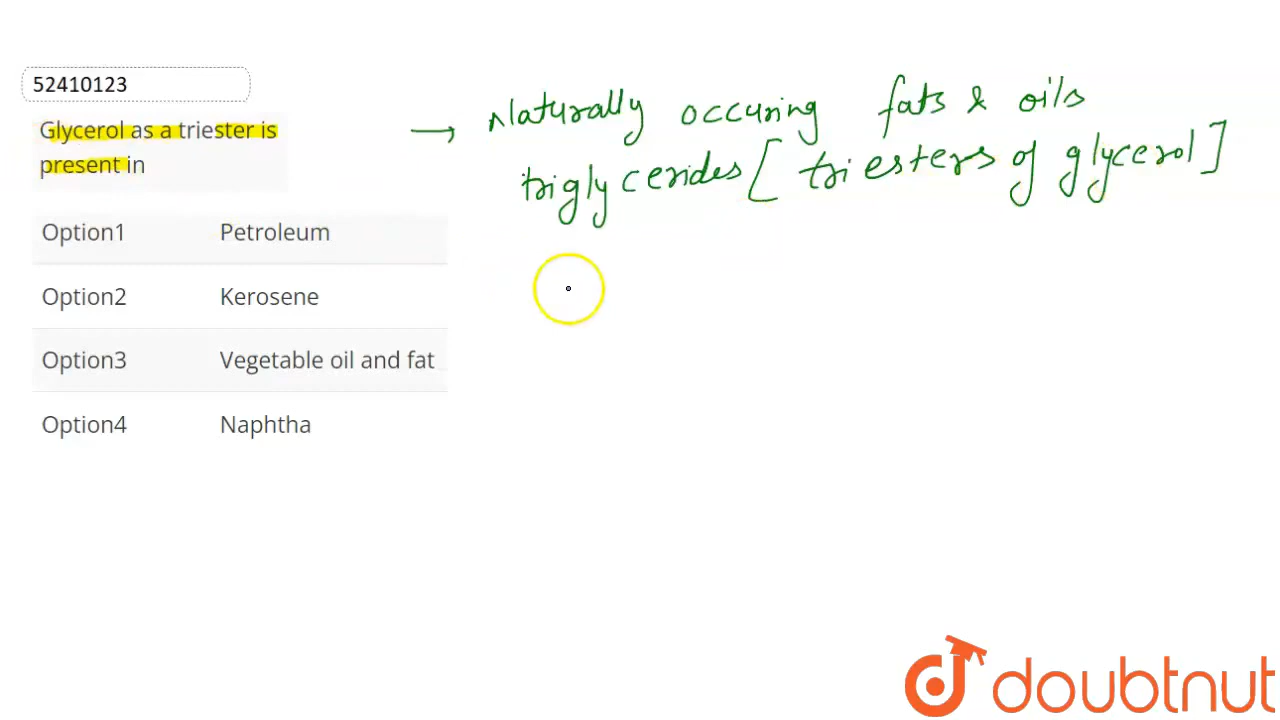 52410123
Glycerol as a triester is
present in
Option1 Petroleum
Option2 Kerosene
Option3 Vegetable oil and fat
Option4 Naphtha
→ Naturally occuring fats & oils
triglycerides [triesters of glycerol]
doubtnut